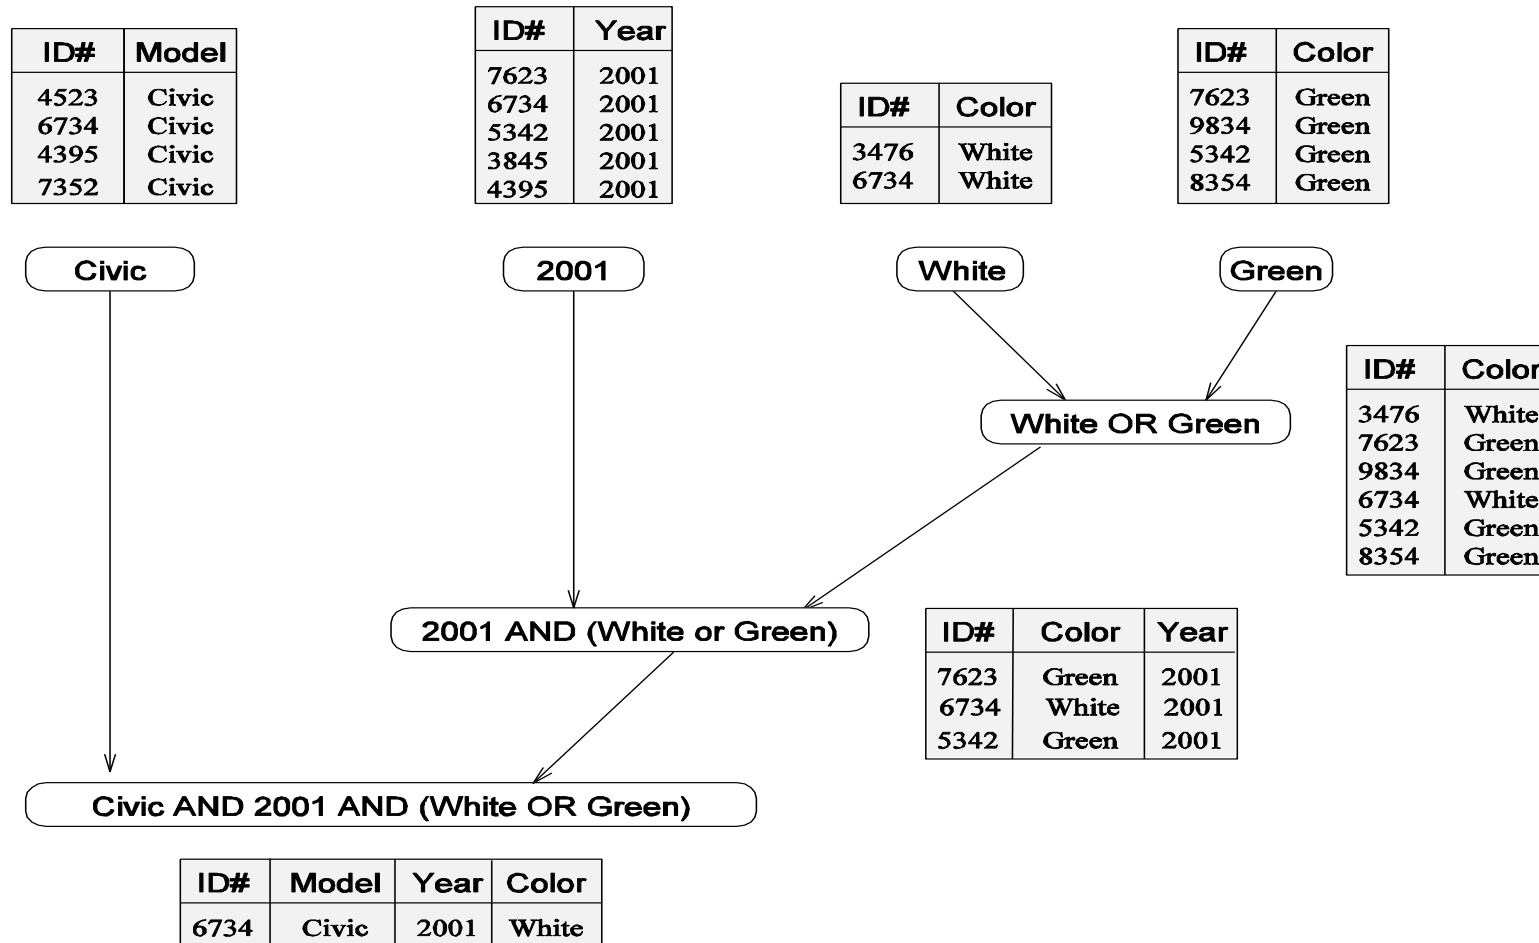 ID# Model
4523 Civic
6734 Civic
4395 Civic
7352 Civic
ID# Year
7623 2001
6734 2001
5342 2001
3845 2001
4395 2001
ID# Color
3476 White
6734 White
ID# Color
7623 Green
9834 Green
5342 Green
8354 Green
Civic
2001
White
Green
White OR Green
ID# Color
3476 White
7623 Green
9834 Green
6734 White
5342 Green
8354 Green
2001 AND (White or Green)
ID# Color Year
7623 Green 2001
6734 White 2001
5342 Green 2001
Civic AND 2001 AND (White OR Green)
ID# Model Year Color
6734 Civic 2001 White